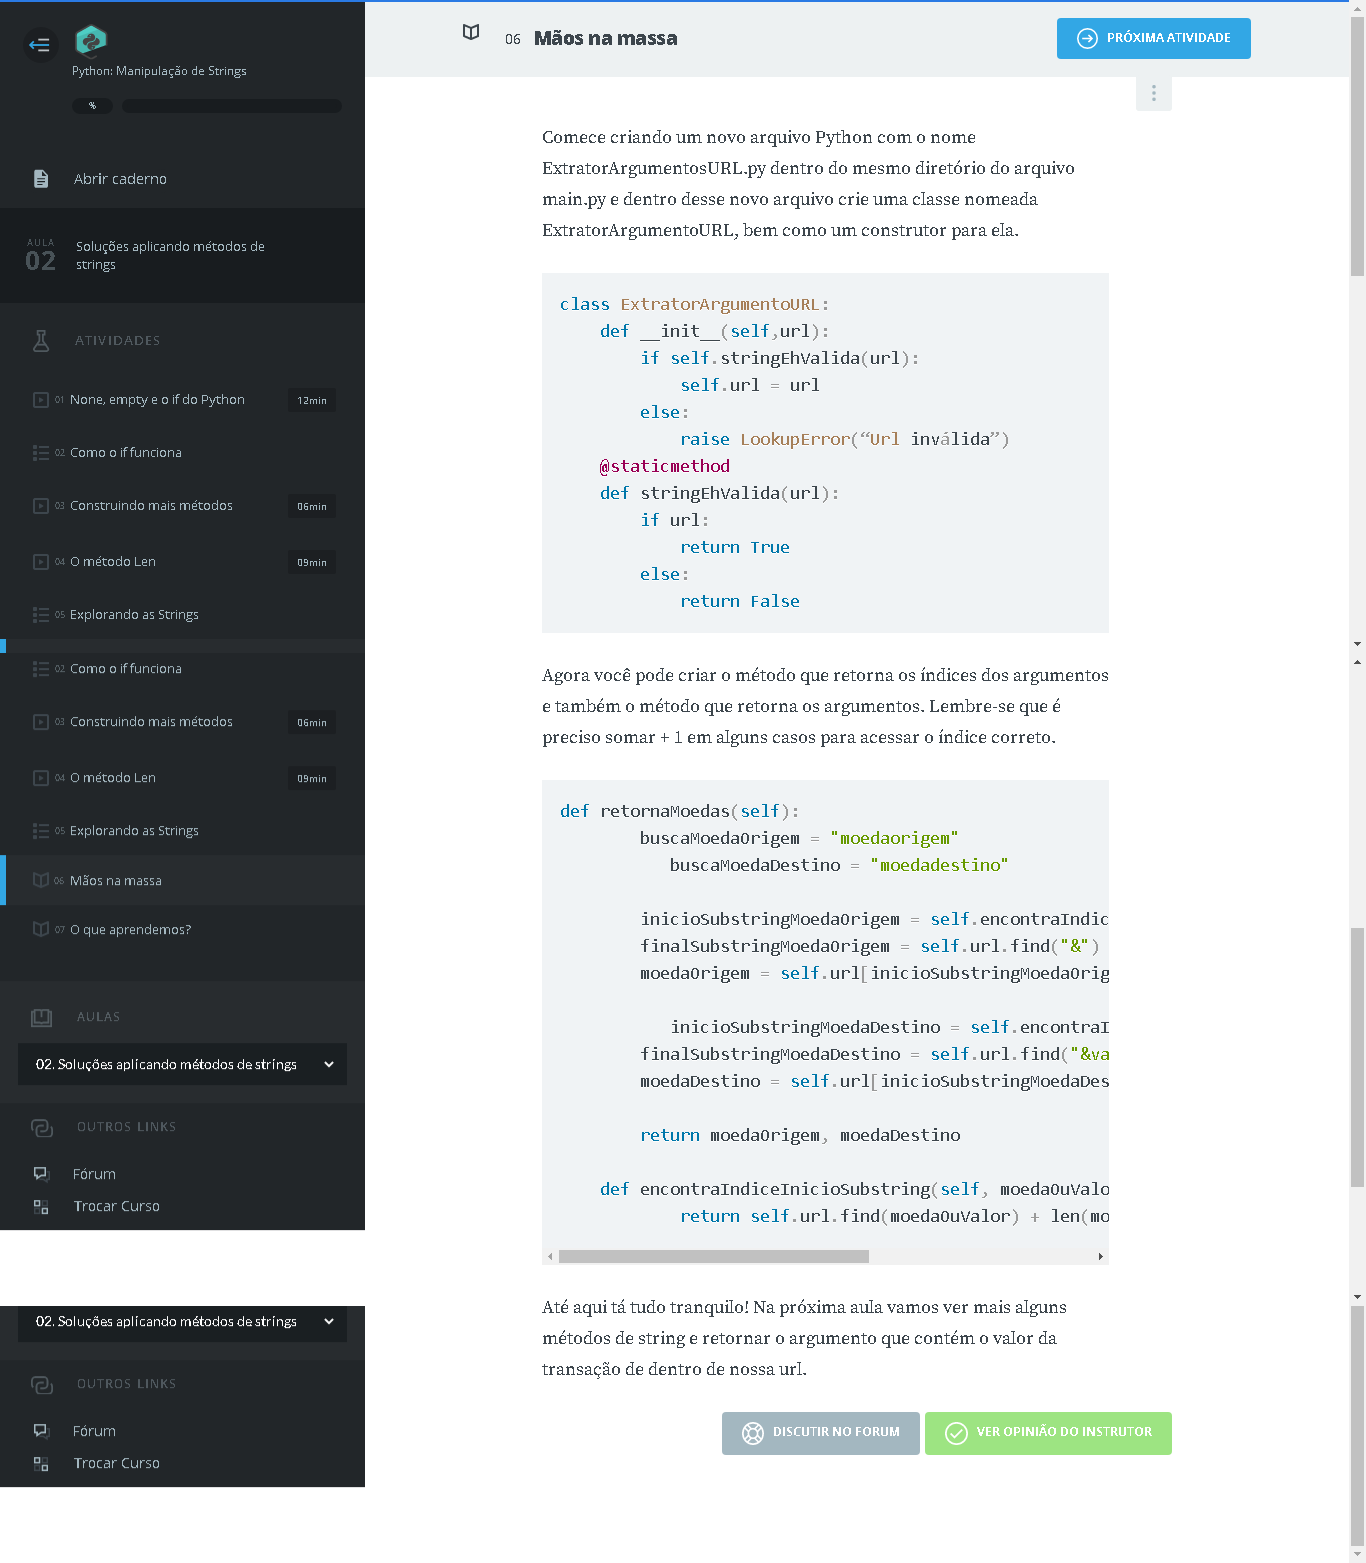 Python: Manipulação de Strings
%
Abrir caderno
AULA
02
Soluções aplicando métodos de
strings
ATIVIDADES
01 None, empty e o if do Python 12min
02 Como o if funciona
03 Construindo mais métodos 06min
04 O método Len 09min
05 Explorando as Strings
02 Como o if funciona
03 Construindo mais métodos 06min
04 O método Len 09min
05 Explorando as Strings
06 Mãos na massa
07 O que aprendemos?
AULAS
02. Soluções aplicando métodos de strings
OUTROS LINKS
Fórum
Trocar Curso
02. Soluções aplicando métodos de strings
OUTROS LINKS
Fórum
Trocar Curso
06 Mãos na massa
PRÓXIMA ATIVIDADE
Comece criando um novo arquivo Python com o nome
ExtratorArgumentosURL.py dentro do mesmo diretório do arquivo
main.py e dentro desse novo arquivo crie uma classe nomeada
ExtratorArgumentoURL, bem como um construtor para ela.
class ExtratorArgumentoURL:
    def __init__(self,url):
        if self.stringEhValida(url):
            self.url = url
        else:
            raise LookupError(“Url inválida”)
    @staticmethod
    def stringEhValida(url):
        if url:
            return True
        else:
            return False
Agora você pode criar o método que retorna os índices dos argumentos
e também o método que retorna os argumentos. Lembre-se que é
preciso somar + 1 em alguns casos para acessar o índice correto.
def retornaMoedas(self):
        buscaMoedaOrigem = "moedaorigem"
           buscaMoedaDestino = "moedadestino"
        inicioSubstringMoedaOrigem = self.encontraIndic
        finalSubstringMoedaOrigem = self.url.find("&")
        moedaOrigem = self.url[inicioSubstringMoedaOrig
           inicioSubstringMoedaDestino = self.encontraI
        finalSubstringMoedaDestino = self.url.find("&va
        moedaDestino = self.url[inicioSubstringMoedaDes
        return moedaOrigem, moedaDestino
    def encontraIndiceInicioSubstring(self, moedaOuValo
            return self.url.find(moedaOuValor) + len(mo
Até aqui tá tudo tranquilo! Na próxima aula vamos ver mais alguns
métodos de string e retornar o argumento que contém o valor da
transação de dentro de nossa url.
DISCUTIR NO FORUM
VER OPINIÃO DO INSTRUTOR